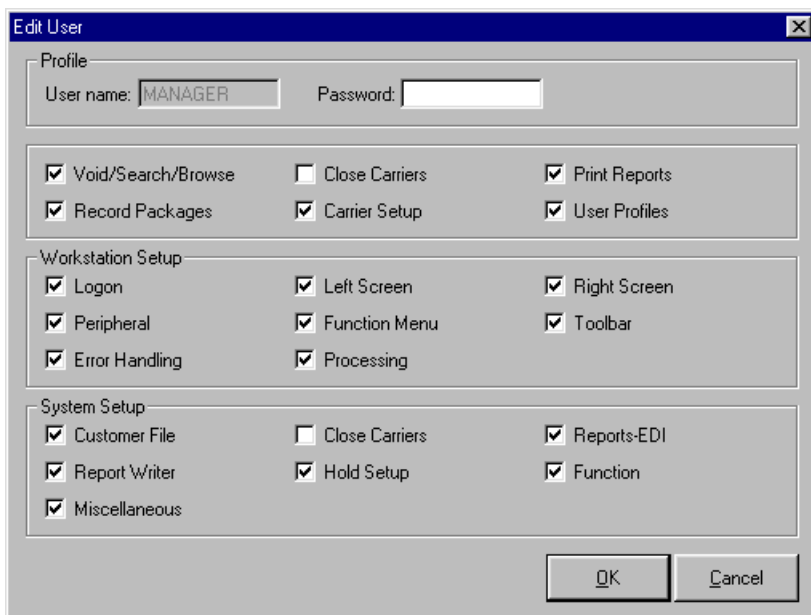 Edit User
Profile
User name: MANAGER Password:
Void/Search/Browse Close Carriers Print Reports
Record Packages Carrier Setup User Profiles
Workstation Setup
Logon Left Screen Right Screen
Peripheral Function Menu Toolbar
Error Handling Processing
System Setup
Customer File Close Carriers Reports-EDI
Report Writer Hold Setup Function
Miscellaneous
OK Cancel